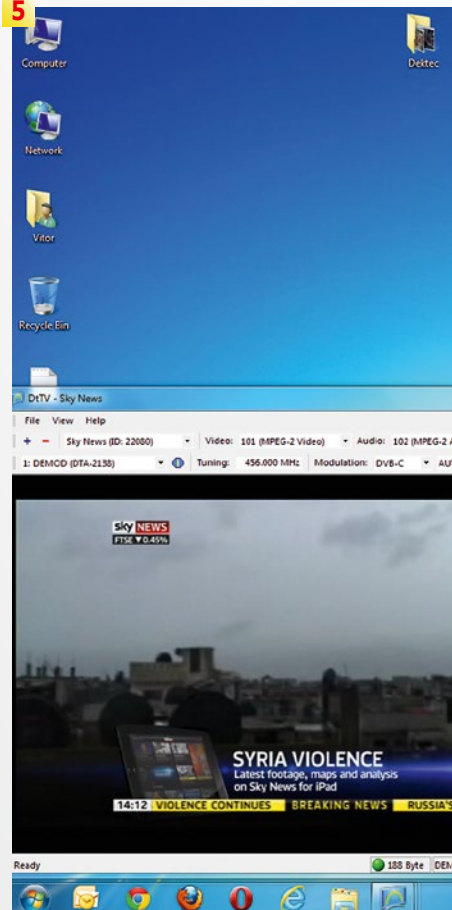 5
Computer
Dektec
Network
Vitor
Recycle Bin
DtTV - Sky News
File View Help
+ - Sky News (ID: 22080) Video: 101 (MPEG-2 Video) Audio: 102 (MPEG-2 A
1: DEMOD (DTA-2138) Tuning: 456.000 MHz Modulation: DVB-C AU
sky NEWS
FTSE ▼0.45%
SYRIA VIOLENCE
Latest footage, maps and analysis
on Sky News for iPad
14:12 VIOLENCE CONTINUES BREAKING NEWS RUSSIA'S
Ready 188 Byte DEM